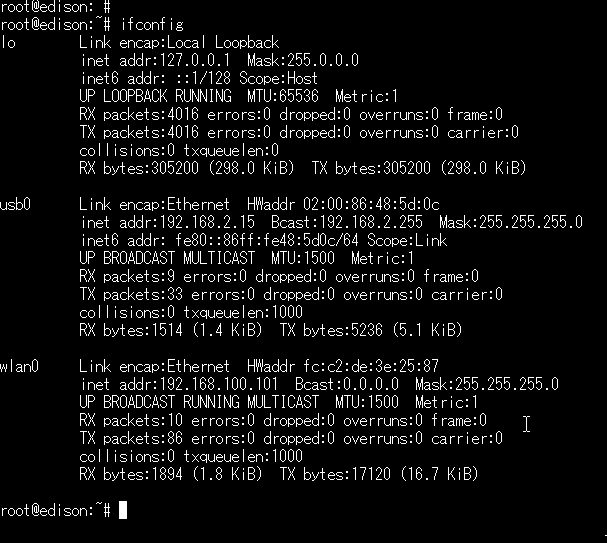 root@edison: #
root@edison:~# ifconfig
lo Link encap:Local Loopback
inet addr:127.0.0.1 Mask:255.0.0.0
inet6 addr: ::1/128 Scope:Host
UP LOOPBACK RUNNING MTU:65536 Metric:1
RX packets:4016 errors:0 dropped:0 overruns:0 frame:0
TX packets:4016 errors:0 dropped:0 overruns:0 carrier:0
collisions:0 txqueuelen:0
RX bytes:305200 (298.0 KiB) TX bytes:305200 (298.0 KiB)
usb0 Link encap:Ethernet HWaddr 02:00:86:48:5d:0c
inet addr:192.168.2.15 Bcast:192.168.2.255 Mask:255.255.255.0
inet6 addr: fe80::86ff:fe48:5d0c/64 Scope:Link
UP BROADCAST MULTICAST MTU:1500 Metric:1
RX packets:9 errors:0 dropped:0 overruns:0 frame:0
TX packets:33 errors:0 dropped:0 overruns:0 carrier:0
collisions:0 txqueuelen:1000
RX bytes:1514 (1.4 KiB) TX bytes:5236 (5.1 KiB)
wlan0 Link encap:Ethernet HWaddr fc:c2:de:3e:25:87
inet addr:192.168.100.101 Bcast:0.0.0.0 Mask:255.255.255.0
UP BROADCAST RUNNING MULTICAST MTU:1500 Metric:1
RX packets:10 errors:0 dropped:0 overruns:0 frame:0
TX packets:86 errors:0 dropped:0 overruns:0 carrier:0
collisions:0 txqueuelen:1000
RX bytes:1894 (1.8 KiB) TX bytes:17120 (16.7 KiB)
root@edison:~#